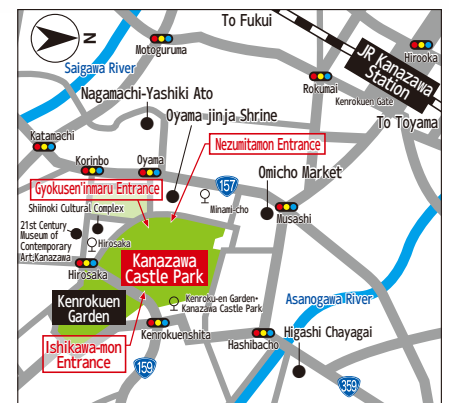 To Fukui
N
Motoguruma
JR Kanazawa
Station
Hirooka
Saigawa River
Rokumai
Kenrokuen Gate
Nagamachi-Yashiki Ato
Oyama jinja Shrine
To Toyama
Katamachi
Nezumitamon Entrance
Korinbo
Oyama
Omicho Market
157
Gyokusen'inmaru Entrance
Minami-cho
Musashi
Shiinoki Cultural Complex
21st Century
Museum of
Contemporary
Art,Kanazawa
Hirosaka
Hirosaka
Kanazawa
Castle Park
Asanogawa River
Kenrokuen
Garden
Kenroku-en Garden•
Kanazawa Castle Park
Kenrokuenshita
Hashibacho
Higashi Chayagai
Ishikawa-mon
Entrance
159
359